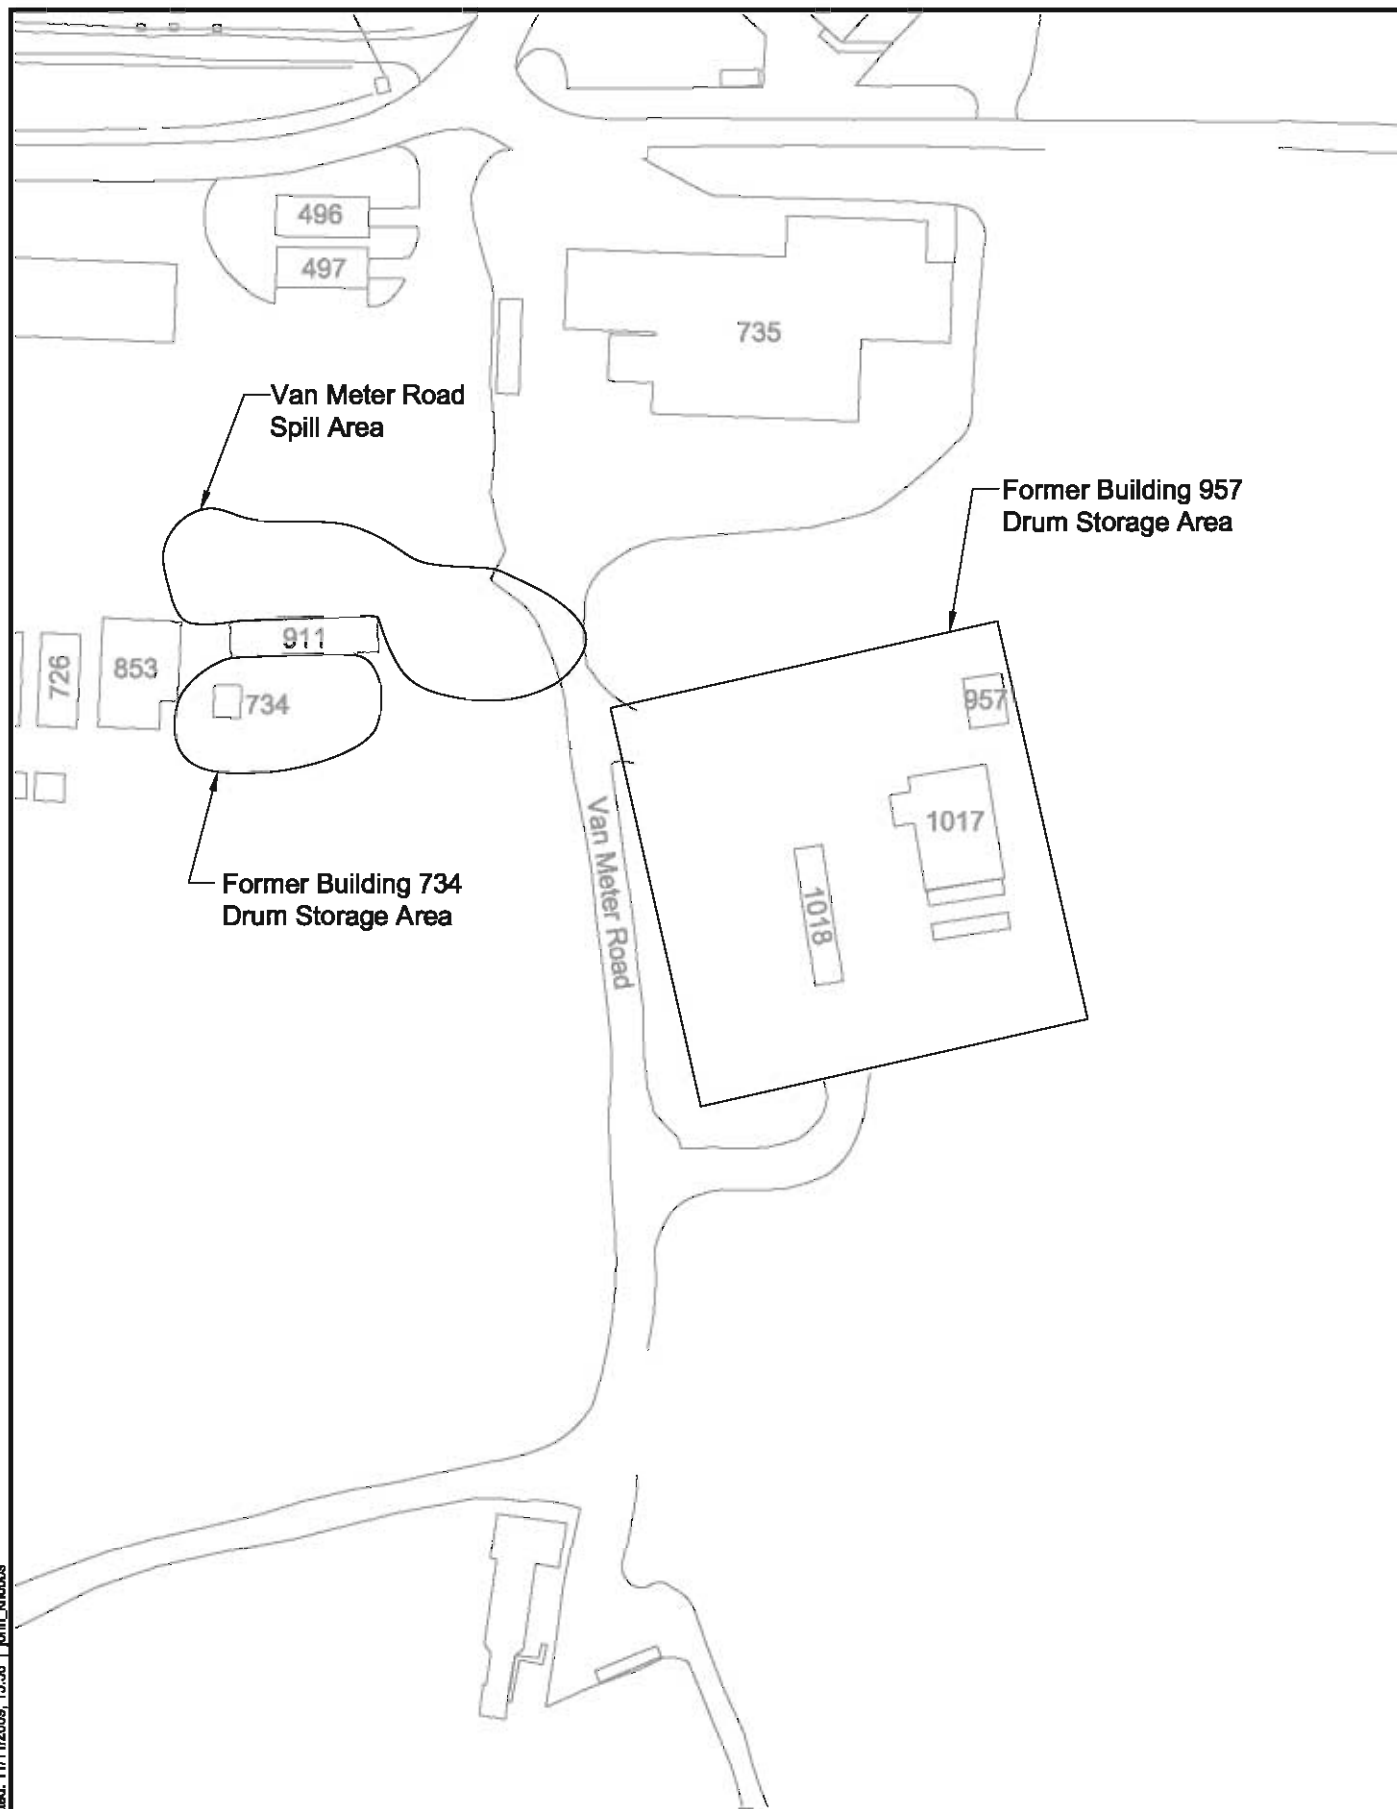 496
497
735
Van Meter Road
Spill Area
Former Building 957
Drum Storage Area
911
853
726
734
957
1017
1018
Van Meter Road
Former Building 734
Drum Storage Area